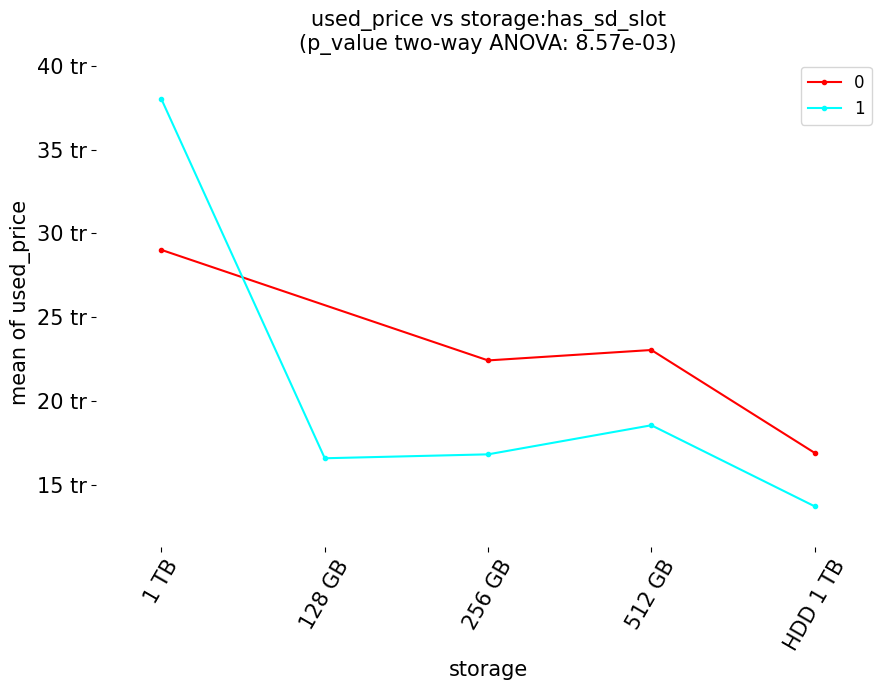 used_price vs storage:has_sd_slot
(p_value two-way ANOVA: 8.57e-03)
0
1
40 tr
35 tr
30 tr
25 tr
20 tr
15 tr
mean of used_price
1 TB
128 GB
256 GB
512 GB
HDD 1 TB
storage